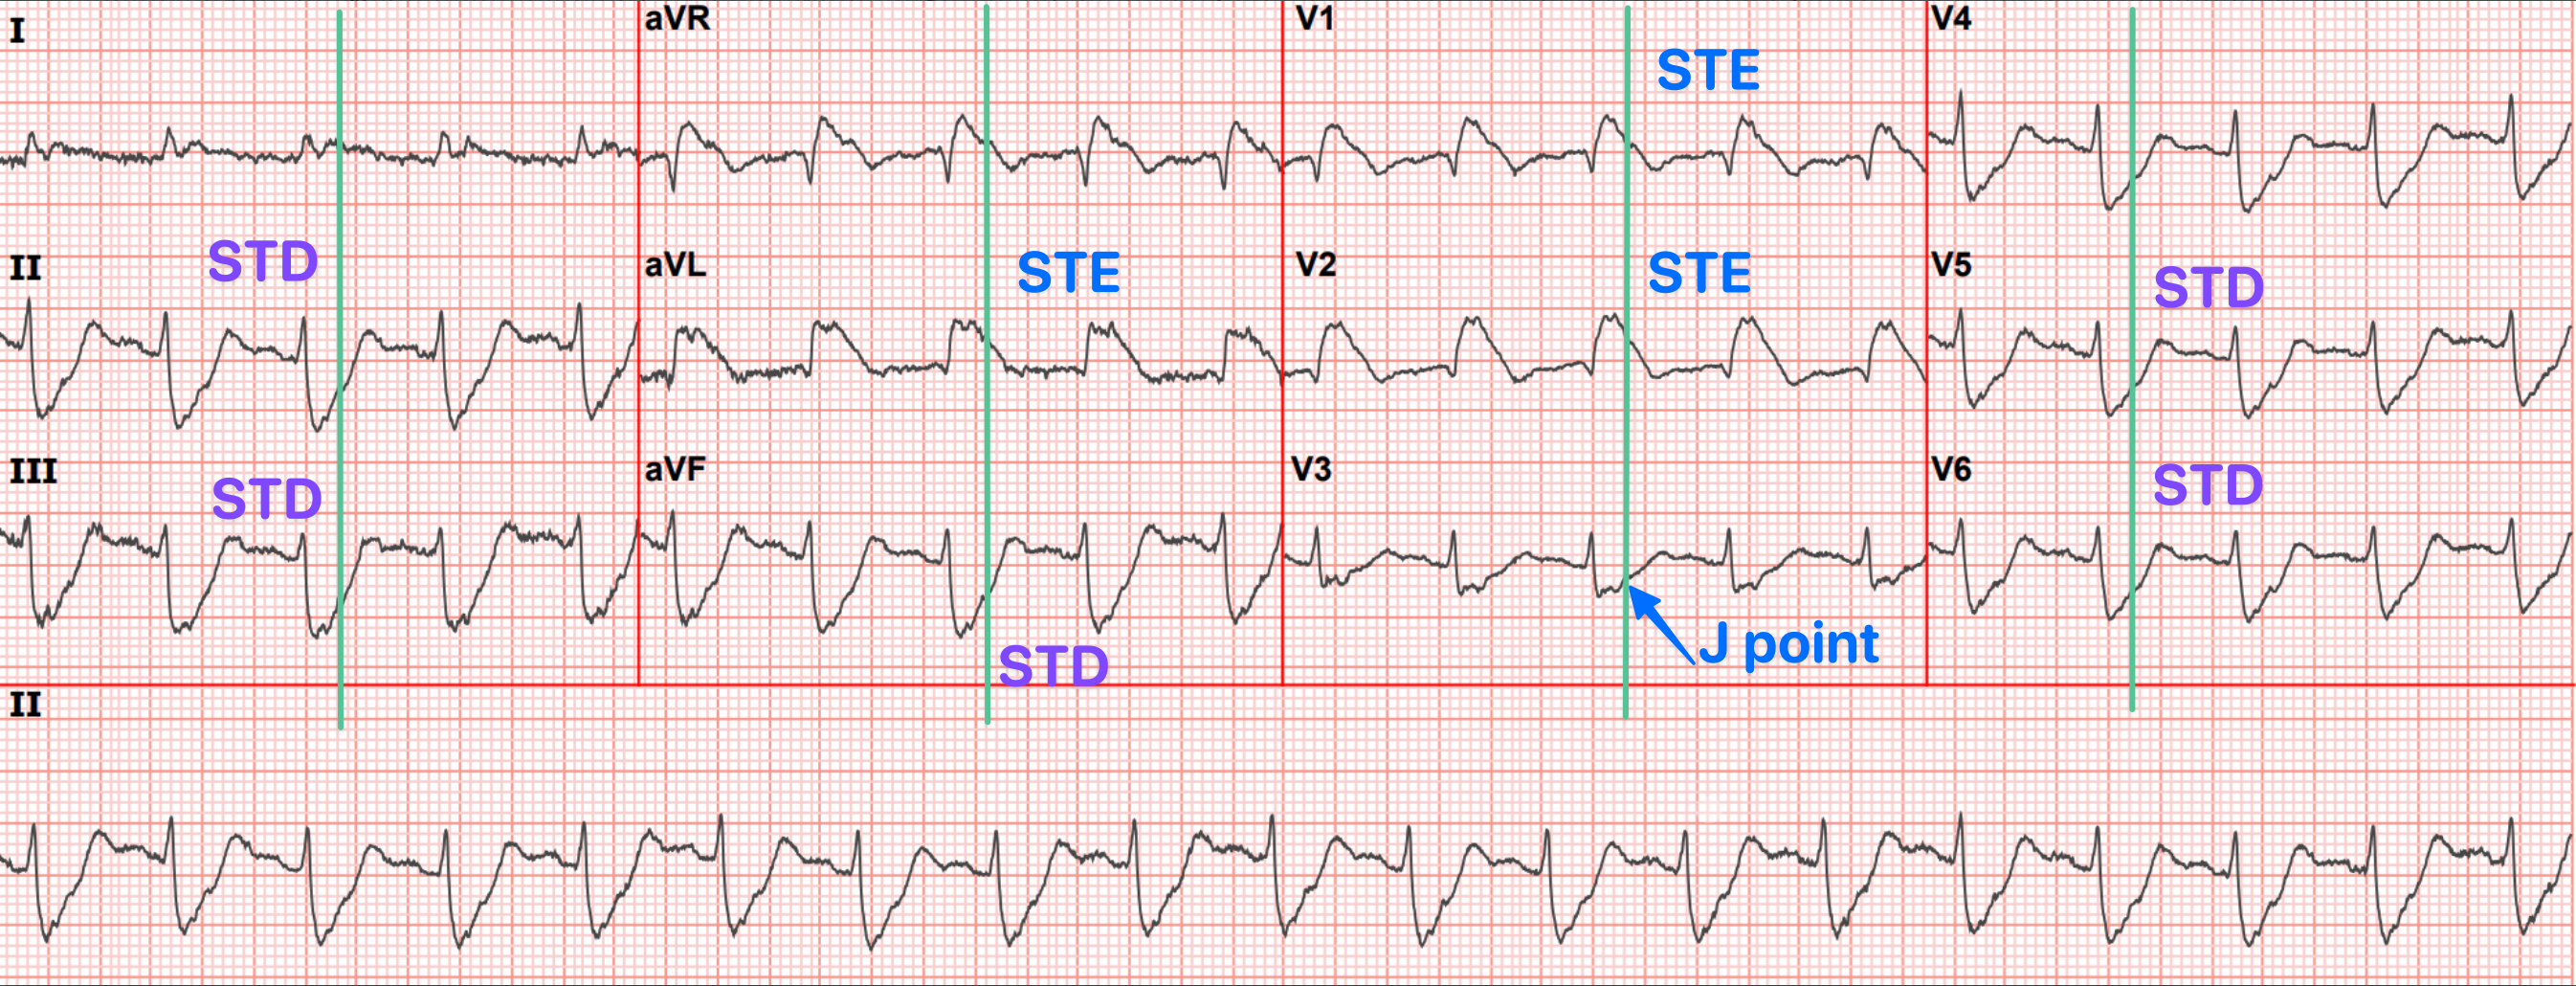 I
aVR
V1
V4
STE
II
STD
aVL
STE
V2
STE
V5
STD
III
STD
aVF
V3
V6
STD
J point
STD
II